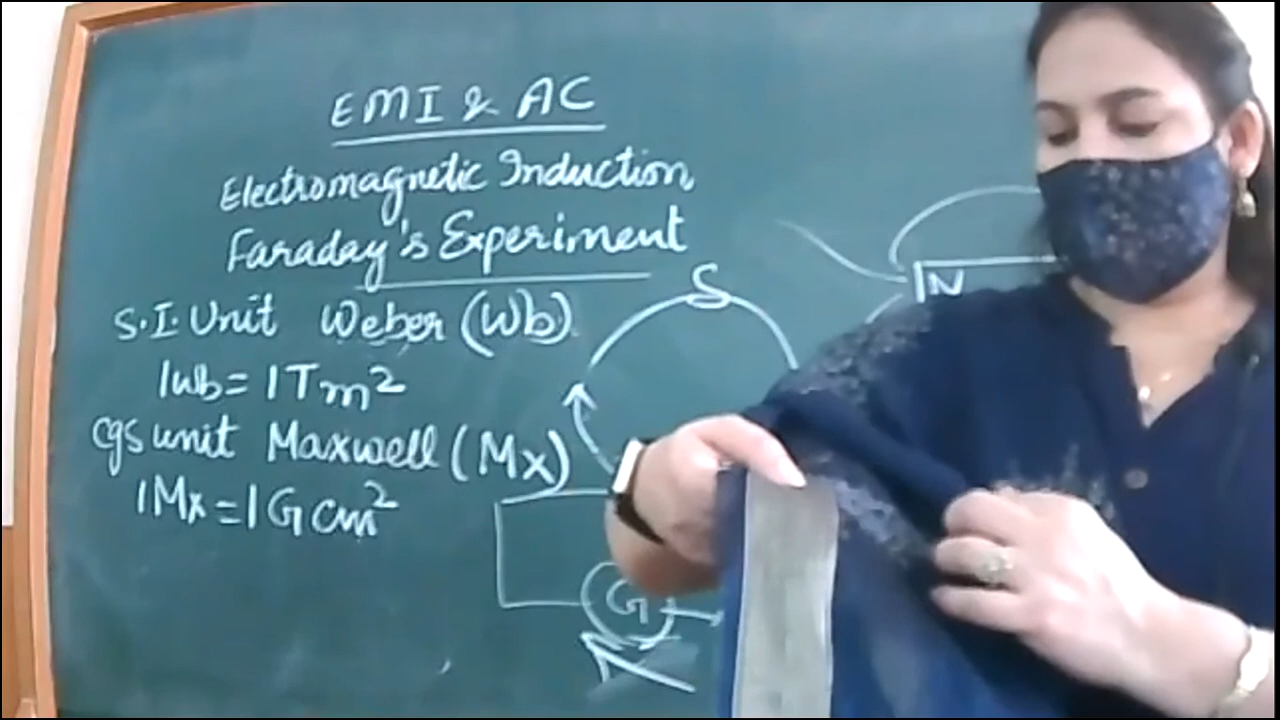 EMI & AC
Electromagnetic Induction
Faraday's Experiment
S.I. Unit Weber (Wb)
1wb = 1Tm²
cgs unit Maxwell (Mx)
1Mx = 1G cm²
S
N
G